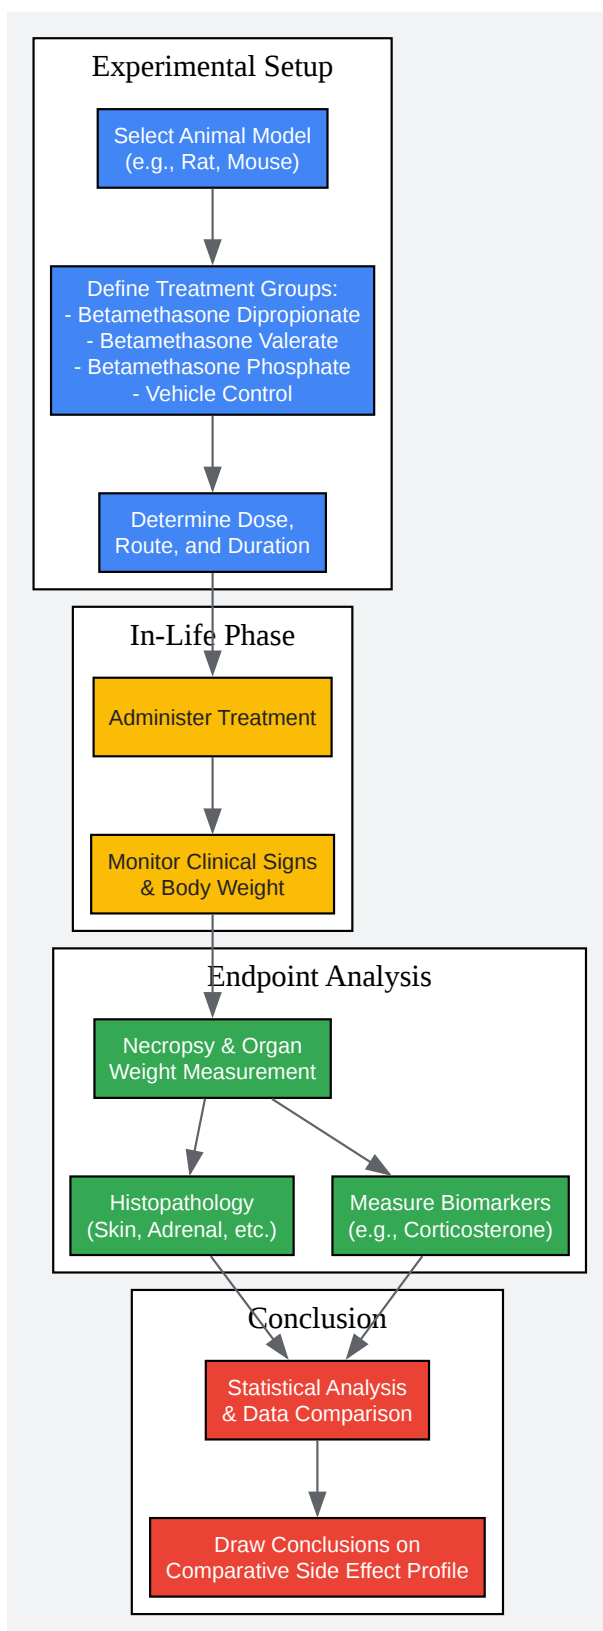 Experimental Setup
Select Animal Model
(e.g., Rat, Mouse)
Define Treatment Groups:
- Betamethasone Dipropionate
- Betamethasone Valerate
- Betamethasone Phosphate
- Vehicle Control
Determine Dose,
Route, and Duration
In-Life Phase
Administer Treatment
Monitor Clinical Signs
& Body Weight
Endpoint Analysis
Necropsy & Organ
Weight Measurement
Histopathology
(Skin, Adrenal, etc.)
Measure Biomarkers
(e.g., Corticosterone)
Conclusion
Statistical Analysis
& Data Comparison
Draw Conclusions on
Comparative Side Effect Profile